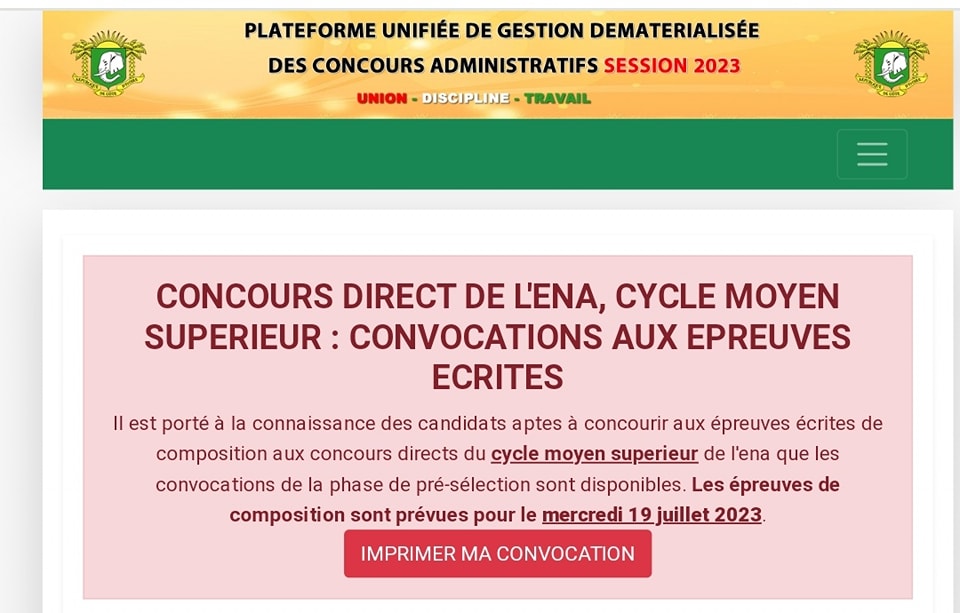 PLATEFORME UNIFIÉE DE GESTION DEMATERIALISÉE
DES CONCOURS ADMINISTRATIFS SESSION 2023
UNION - DISCIPLINE - TRAVAIL
CONCOURS DIRECT DE L'ENA, CYCLE MOYEN
SUPERIEUR : CONVOCATIONS AUX EPREUVES
ECRITES
Il est porté à la connaissance des candidats aptes à concourir aux épreuves écrites de
composition aux concours directs du cycle moyen superieur de l'ena que les
convocations de la phase de pré-sélection sont disponibles. Les épreuves de
composition sont prévues pour le mercredi 19 juillet 2023.
IMPRIMER MA CONVOCATION